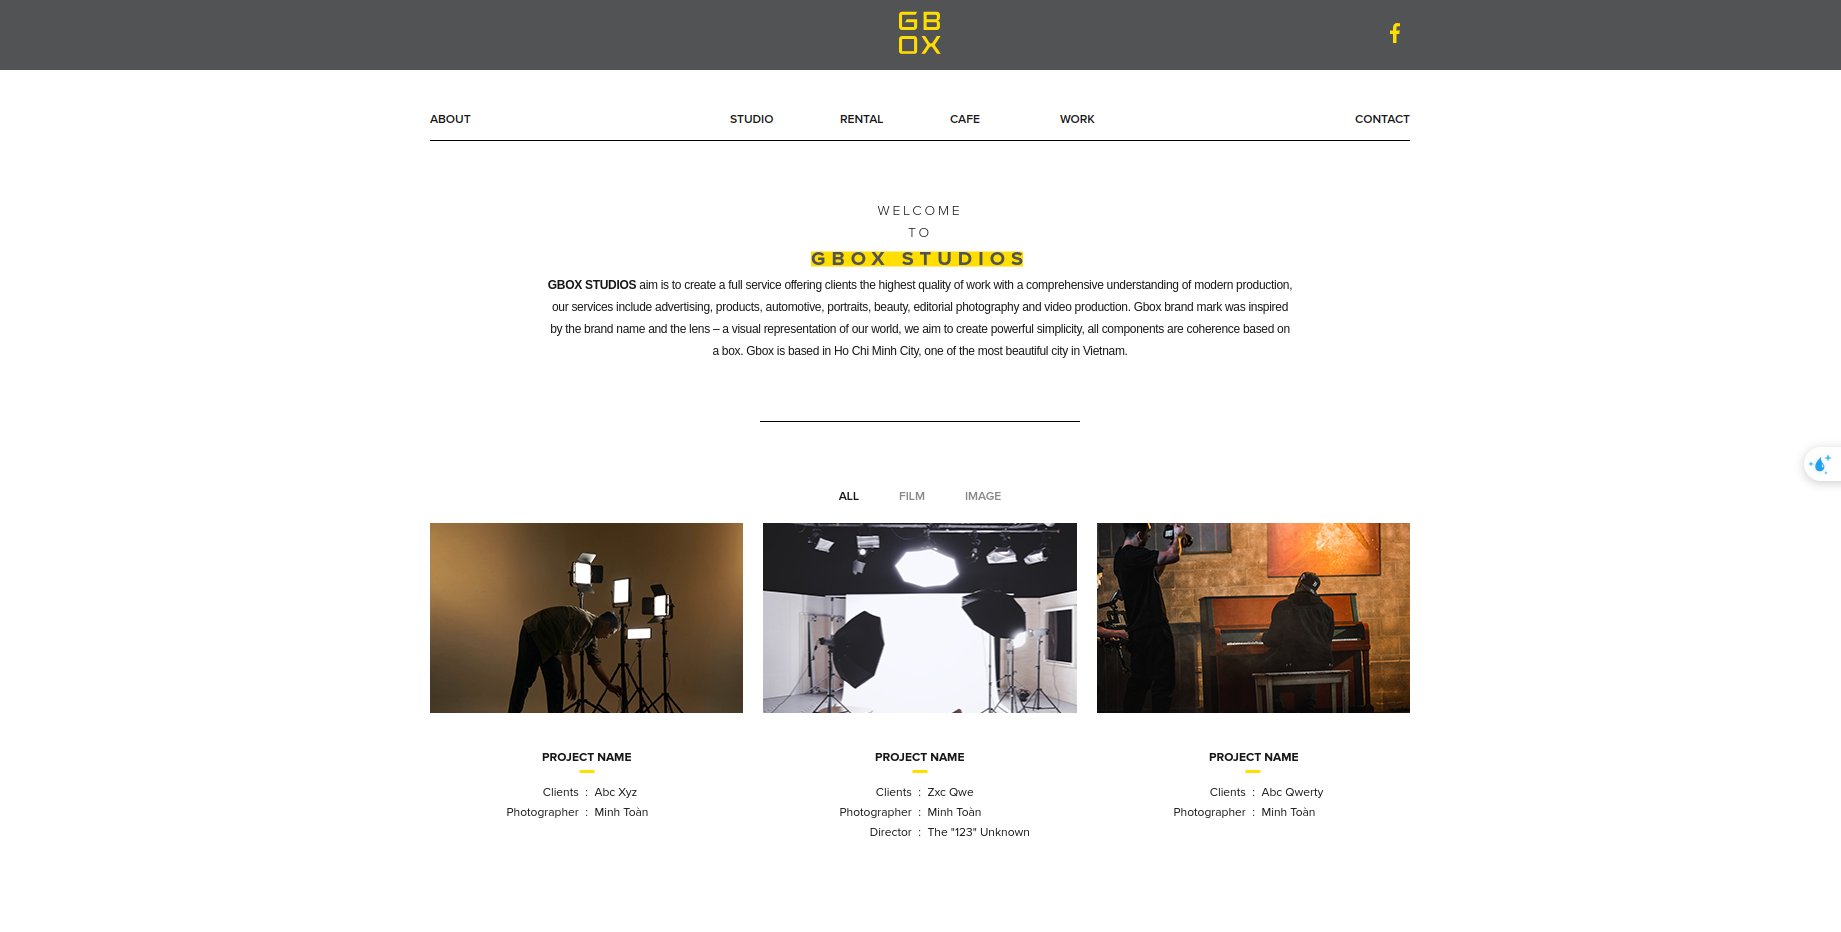 GB
OX
ABOUT STUDIO RENTAL CAFE WORK CONTACT
WELCOME
TO
GBOX STUDIOS
GBOX STUDIOS aim is to create a full service offering clients the highest quality of work with a comprehensive understanding of modern production,
our services include advertising, products, automotive, portraits, beauty, editorial photography and video production. Gbox brand mark was inspired
by the brand name and the lens – a visual representation of our world, we aim to create powerful simplicity, all components are coherence based on
a box. Gbox is based in Ho Chi Minh City, one of the most beautiful city in Vietnam.
ALL FILM IMAGE
PROJECT NAME
Clients : Abc Xyz
Photographer : Minh Toàn
PROJECT NAME
Clients : Zxc Qwe
Photographer : Minh Toàn
Director : The "123" Unknown
PROJECT NAME
Clients : Abc Qwerty
Photographer : Minh Toàn